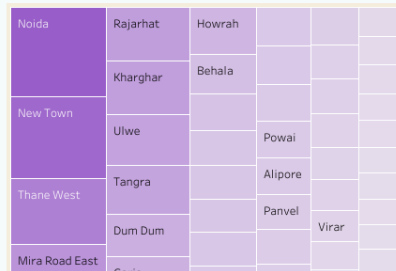 Noida
New Town
Thane West
Mira Road East
Rajarhat
Kharghar
Ulwe
Tangra
Dum Dum
Howrah
Behala
Powai
Alipore
Panvel
Virar